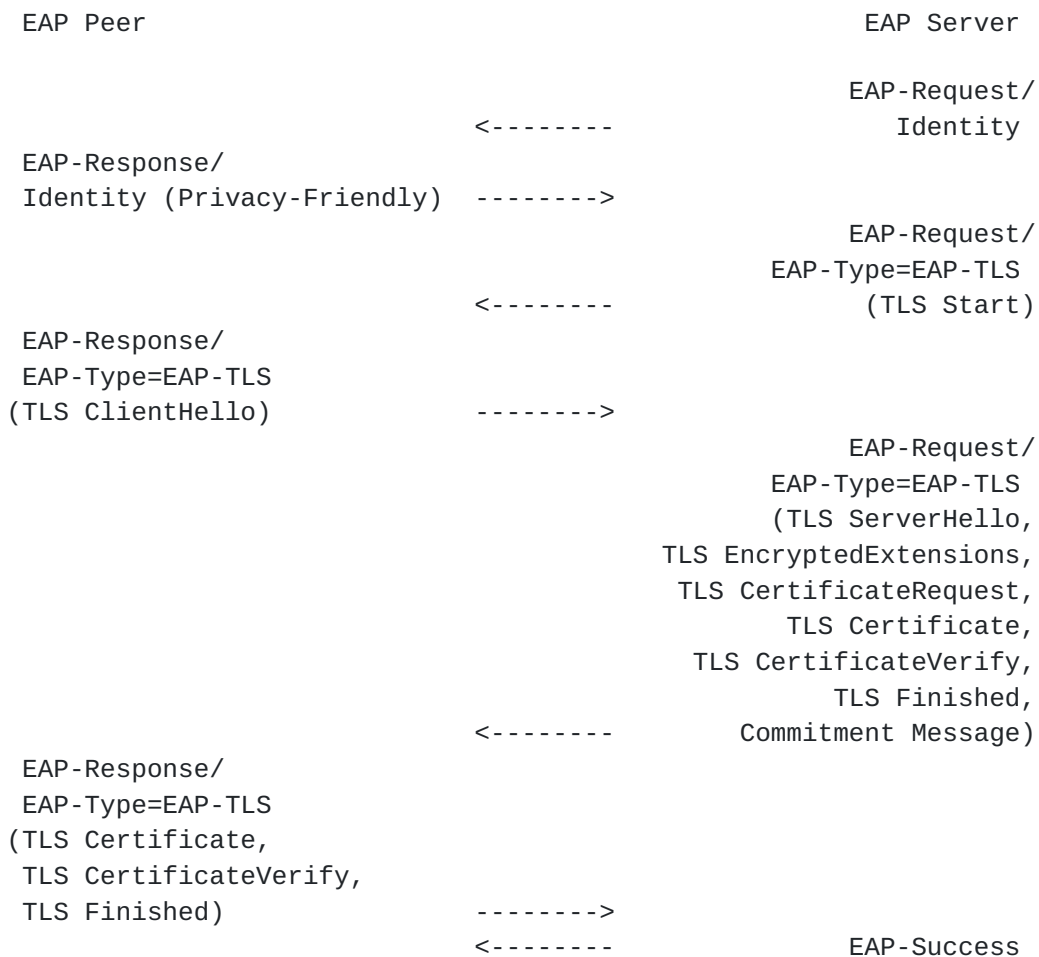 EAP Peer                                              EAP Server
                                                    EAP-Request/
                              <--------                 Identity
EAP-Response/
Identity (Privacy-Friendly)   -------->
                                                    EAP-Request/
                                               EAP-Type=EAP-TLS
                              <--------              (TLS Start)
EAP-Response/
EAP-Type=EAP-TLS
(TLS ClientHello)             -------->
                                                    EAP-Request/
                                               EAP-Type=EAP-TLS
                                               (TLS ServerHello,
                                        TLS EncryptedExtensions,
                                         TLS CertificateRequest,
                                                TLS Certificate,
                                          TLS CertificateVerify,
                                                   TLS Finished,
                              <--------      Commitment Message)
EAP-Response/
EAP-Type=EAP-TLS
(TLS Certificate,
TLS CertificateVerify,
TLS Finished)                 -------->
                              <--------              EAP-Success